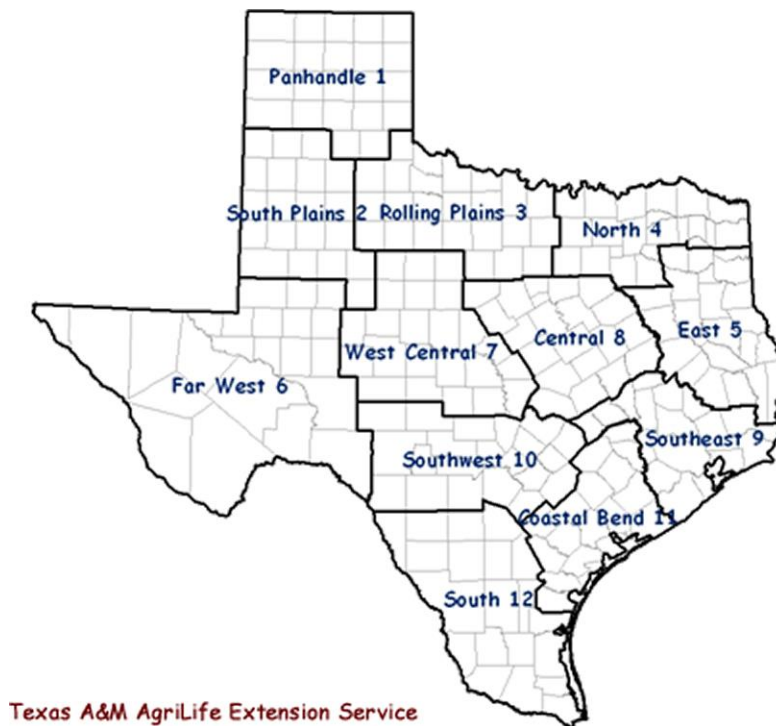 Panhandle 1
South Plains 2 Rolling Plains 3
North 4
East 5
Far West 6
West Central 7
Central 8
Southeast 9
Southwest 10
Coastal Bend 11
South 12
Texas A&M AgriLife Extension Service